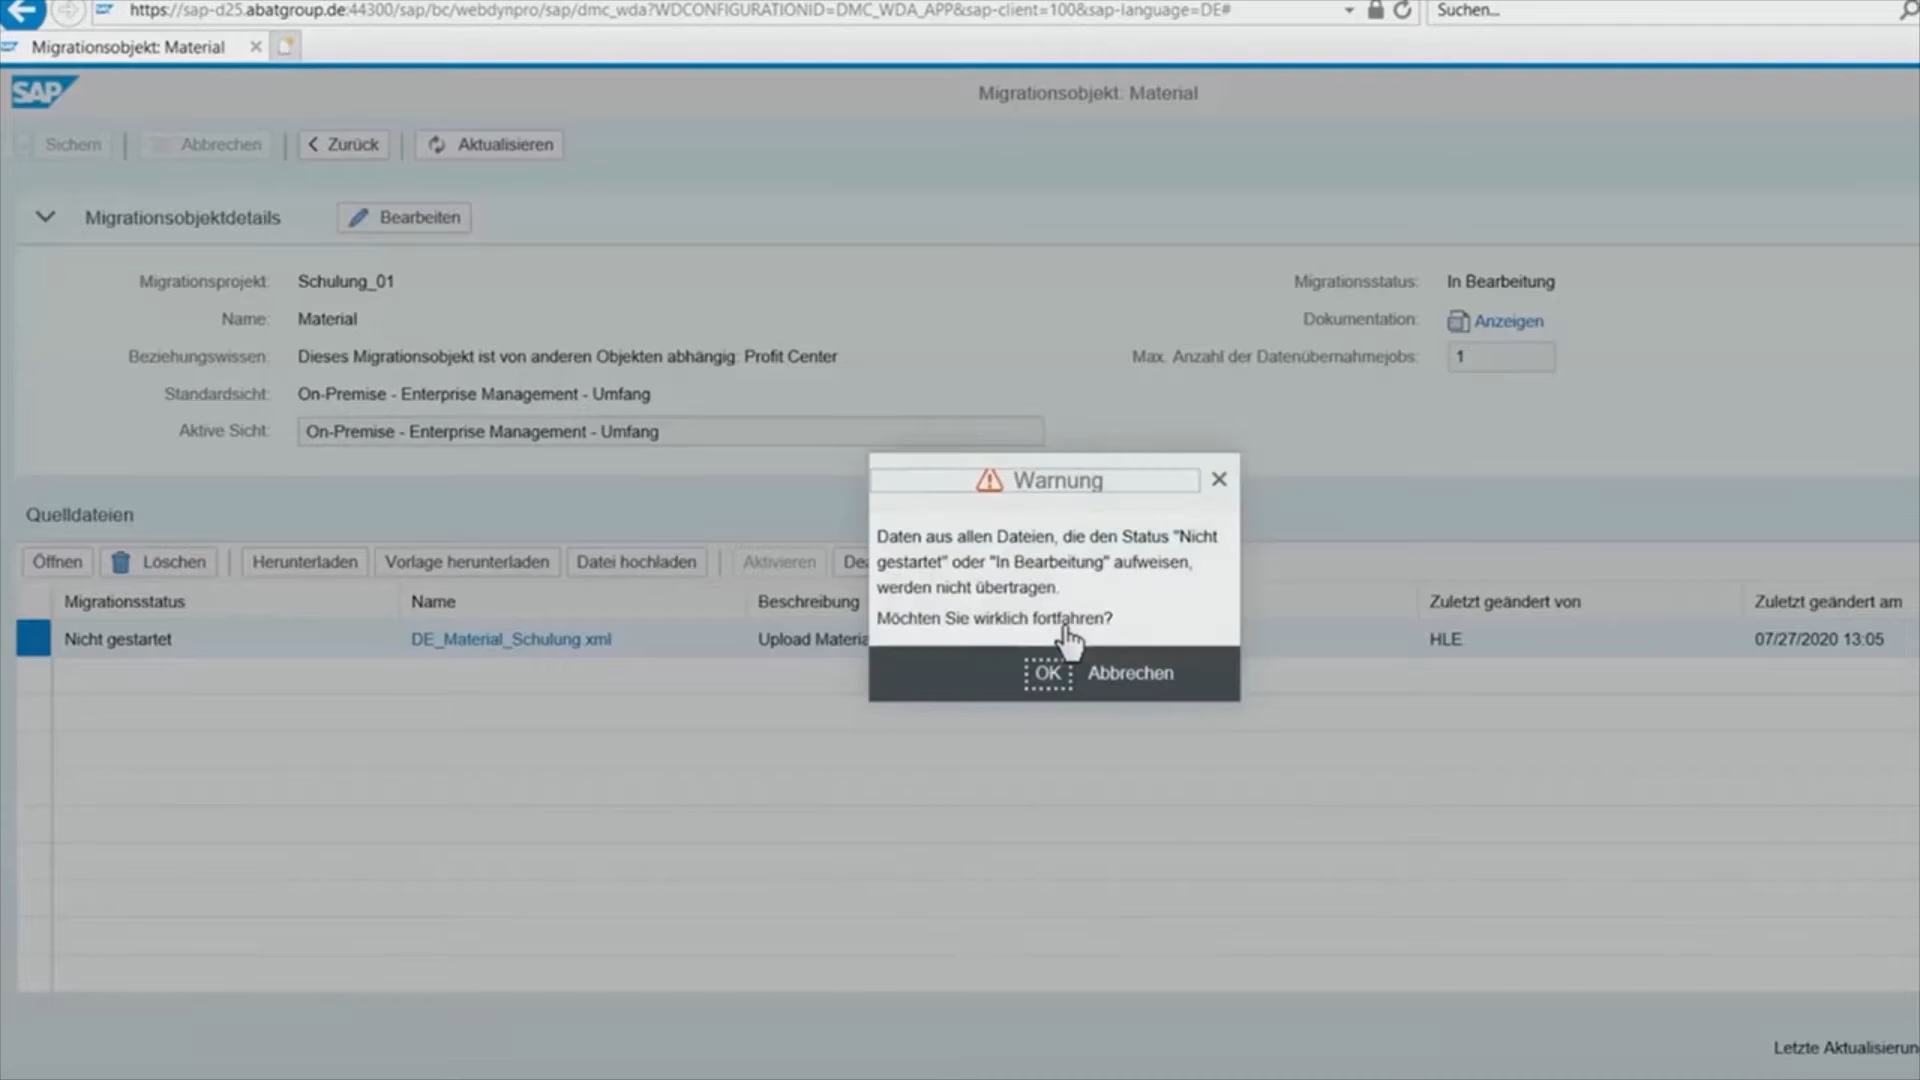 https://sap-d25.abatgroup.de:44300/sap/bc/webdynpro/sap/dmc_wda?WDCONFIGURATIONID=DMC_WDA_APP&sap-client=100&sap-language=DE#
Suchen...
Migrationsobjekt: Material
SAP
Migrationsobjekt: Material
Sichern
Abbrechen
Zurück
Aktualisieren
Migrationsobjektdetails
Bearbeiten
Migrationsprojekt: Schulung_01
Migrationsstatus: In Bearbeitung
Name: Material
Dokumentation: Anzeigen
Beziehungswissen: Dieses Migrationsobjekt ist von anderen Objekten abhängig: Profit Center
Max. Anzahl der Datenübernahmejobs: 1
Standardsicht: On-Premise - Enterprise Management - Umfang
Aktive Sicht: On-Premise - Enterprise Management - Umfang
Warnung
Daten aus allen Dateien, die den Status "Nicht
gestartet" oder "In Bearbeitung" aufweisen,
werden nicht übertragen.
Möchten Sie wirklich fortfahren?
OK Abbrechen
Quelldateien
Öffnen
Löschen
Herunterladen
Vorlage herunterladen
Datei hochladen
Aktivieren
Migrationsstatus Name Beschreibung Zuletzt geändert von Zuletzt geändert am
Nicht gestartet DE_Material_Schulung.xml Upload Materia HLE 07/27/2020 13:05
Letzte Aktualisierun